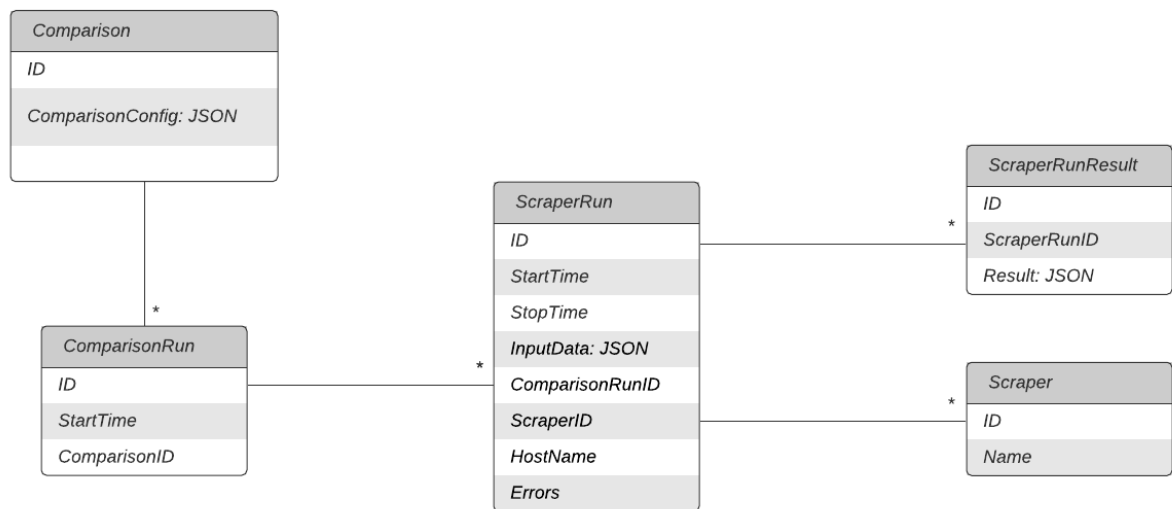 Comparison
ID
ComparisonConfig: JSON
*
ComparisonRun
ID
StartTime
ComparisonID
*
ScraperRun
ID
StartTime
StopTime
InputData: JSON
ComparisonRunID
ScraperID
HostName
Errors
*
ScraperRunResult
ID
ScraperRunID
Result: JSON
*
Scraper
ID
Name